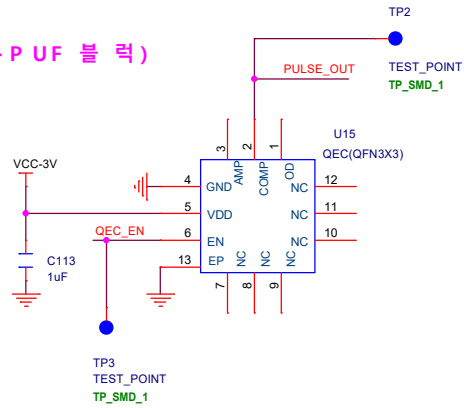 TP2
PUF 블 럭)
PULSE_OUT
TEST_POINT
TP_SMD_1
U15
QEC(QFN3X3)
3
2
1
AMP
COMP
OD
VCC-3V
4
GND
NC
12
5
VDD
NC
11
QEC_EN
6
EN
NC
10
13
EP
NC
NC
NC
C113
1uF
7
8
9
TP3
TEST_POINT
TP_SMD_1